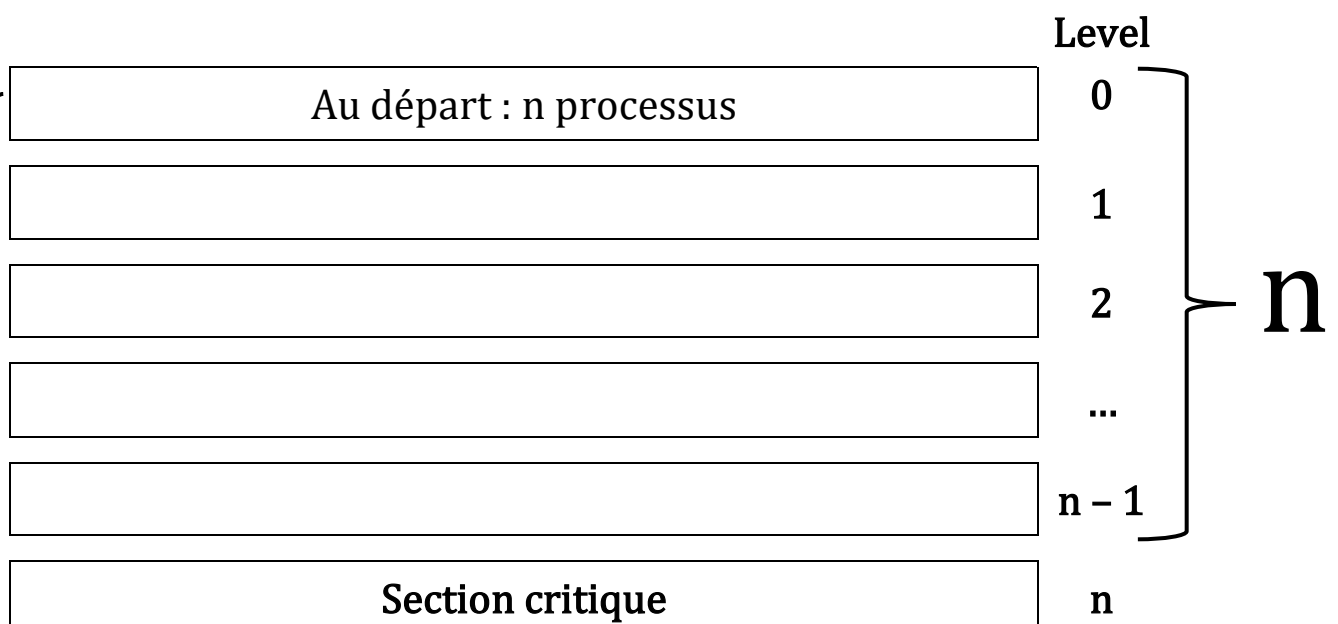 Level
Au départ : n processus
0
1
2
n
...
n – 1
Section critique
n